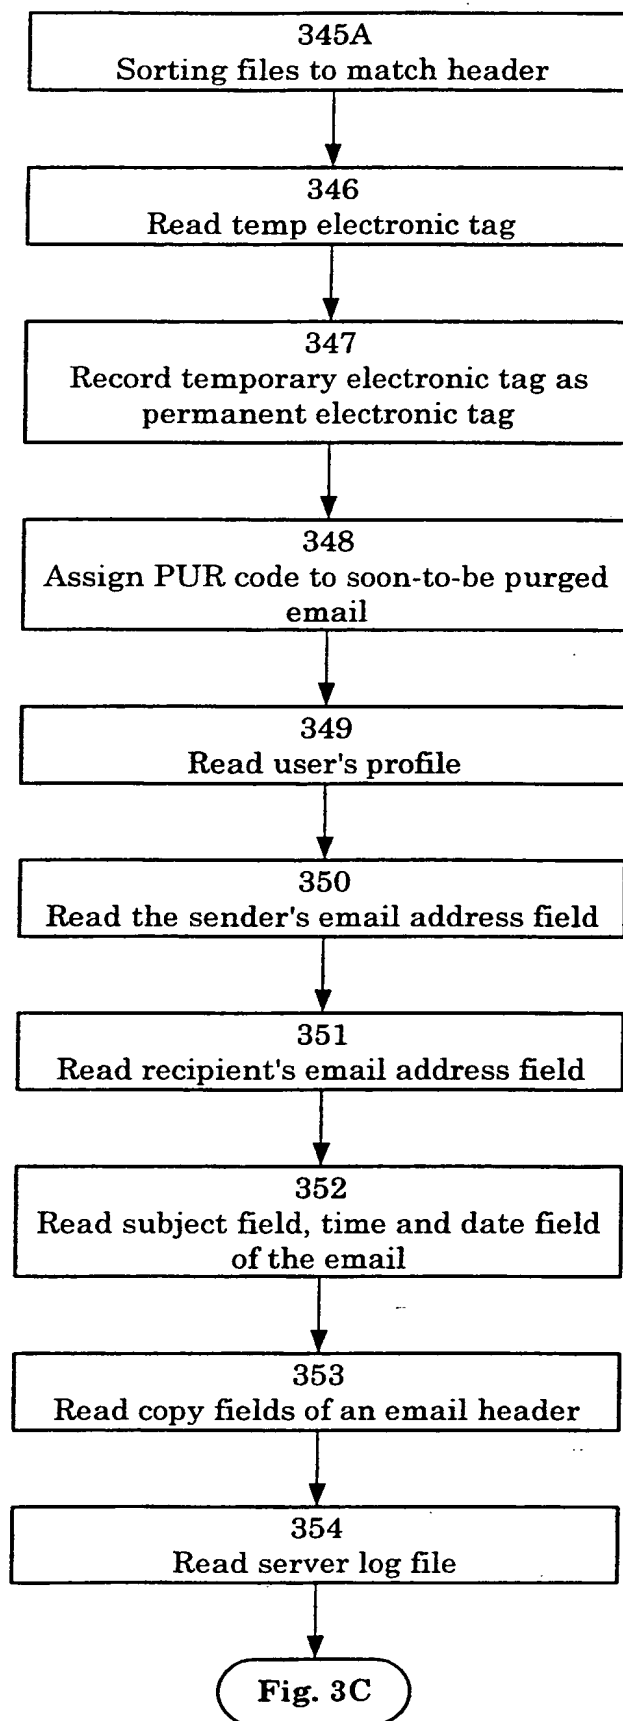 345A
Sorting files to match header
346
Read temp electronic tag
347
Record temporary electronic tag as
permanent electronic tag
348
Assign PUR code to soon-to-be purged
email
349
Read user's profile
350
Read the sender's email address field
351
Read recipient's email address field
352
Read subject field, time and date field
of the email
353
Read copy fields of an email header
354
Read server log file
Fig. 3C